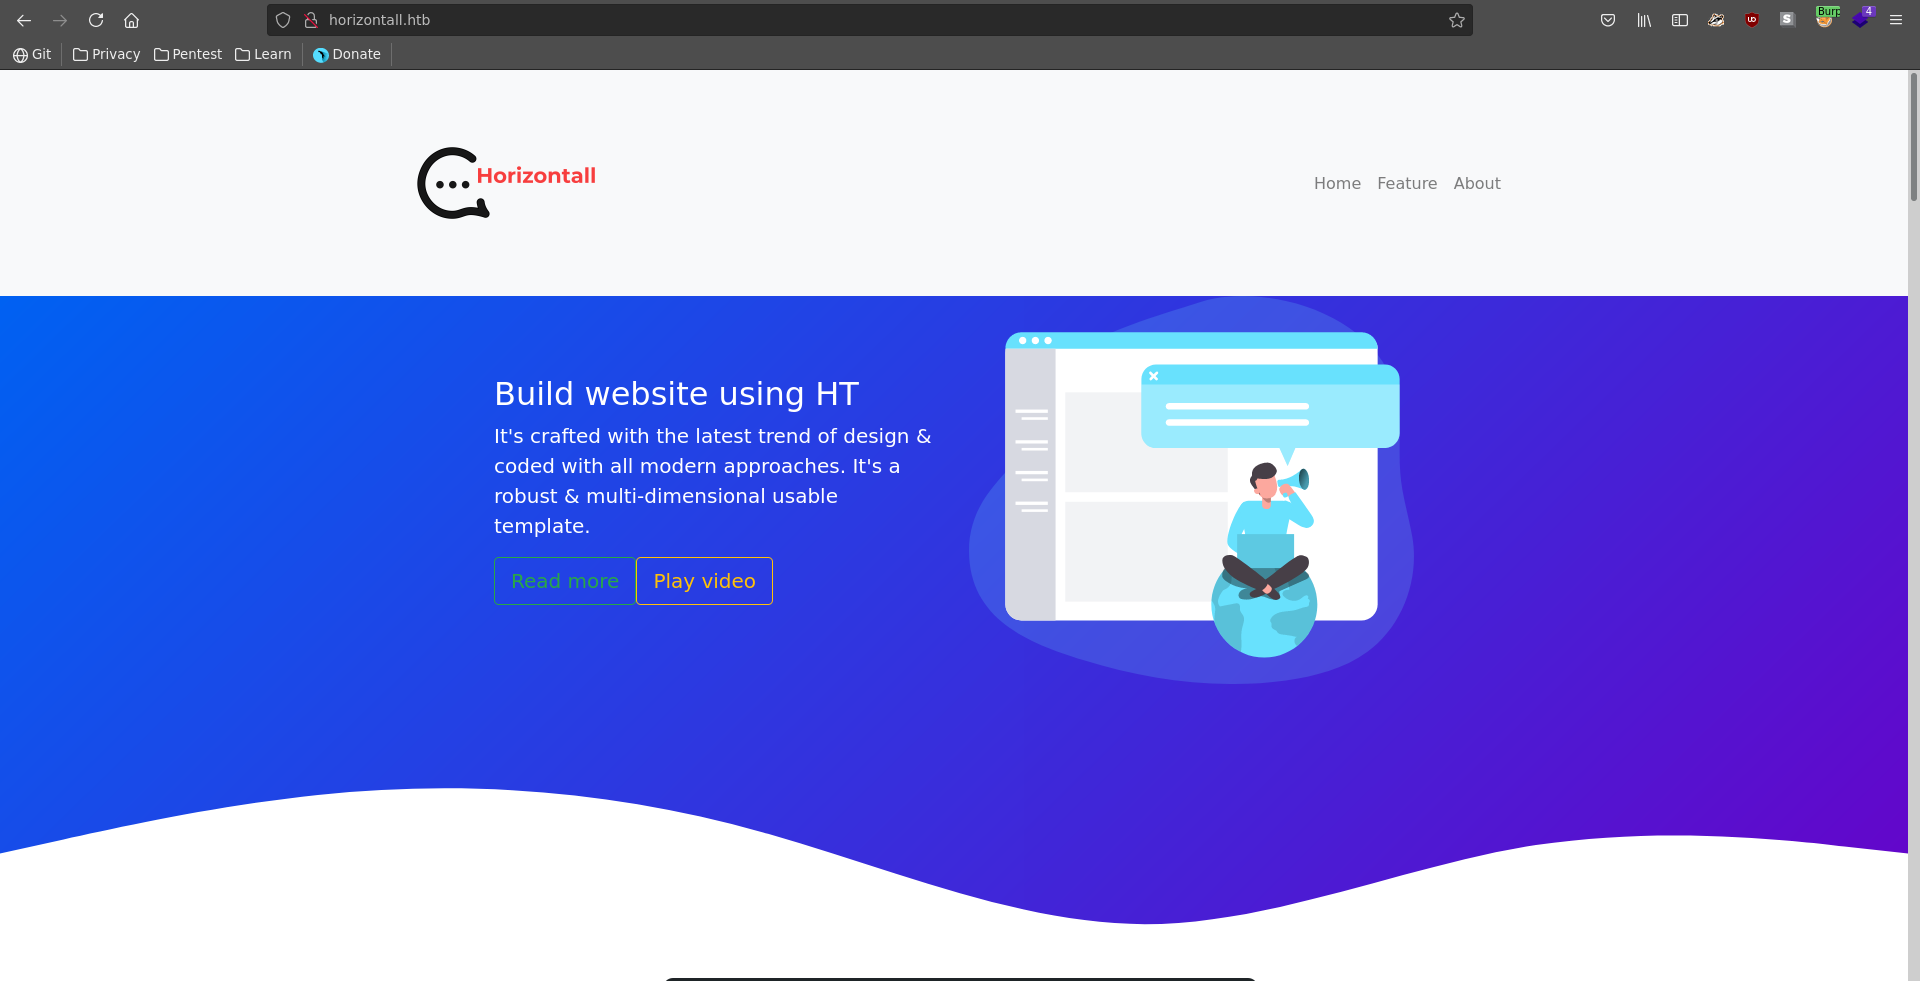 horizontall.htb
Burp
4
Git
Privacy
Pentest
Learn
Donate
Horizontall
Home Feature About
Build website using HT
It's crafted with the latest trend of design &
coded with all modern approaches. It's a
robust & multi-dimensional usable
template.
Read more
Play video